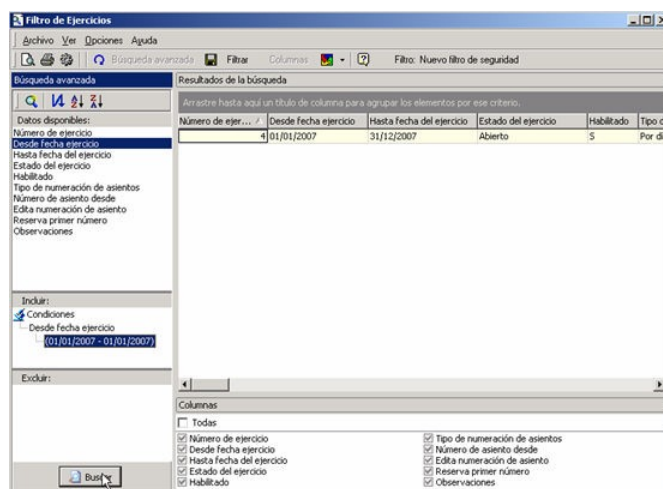 Filtro de Ejercicios
Archivo Ver Opciones Ayuda
Búsqueda avanzada Filtrar Columnas Filtro: Nuevo filtro de seguridad
Búsqueda avanzada
Datos disponibles:
Número de ejercicio
Desde fecha ejercicio
Hasta fecha del ejercicio
Estado del ejercicio
Habilitado
Tipo de numeración de asientos
Número de asiento desde
Edita numeración de asiento
Reserva primer número
Observaciones
Incluir:
Condiciones
Desde fecha ejercicio
(01/01/2007 - 01/01/2007)
Excluir:
Buscar
Resultados de la búsqueda
Arrastre hasta aquí un título de columna para agrupar los elementos por ese criterio.
Número de ejer... Desde fecha ejercicio Hasta fecha del ejercicio Estado del ejercicio Habilitado Tipo d
4 01/01/2007 31/12/2007 Abierto S Por di
Columnas
Todas
Número de ejercicio
Desde fecha ejercicio
Hasta fecha del ejercicio
Estado del ejercicio
Habilitado
Tipo de numeración de asientos
Número de asiento desde
Edita numeración de asiento
Reserva primer número
Observaciones